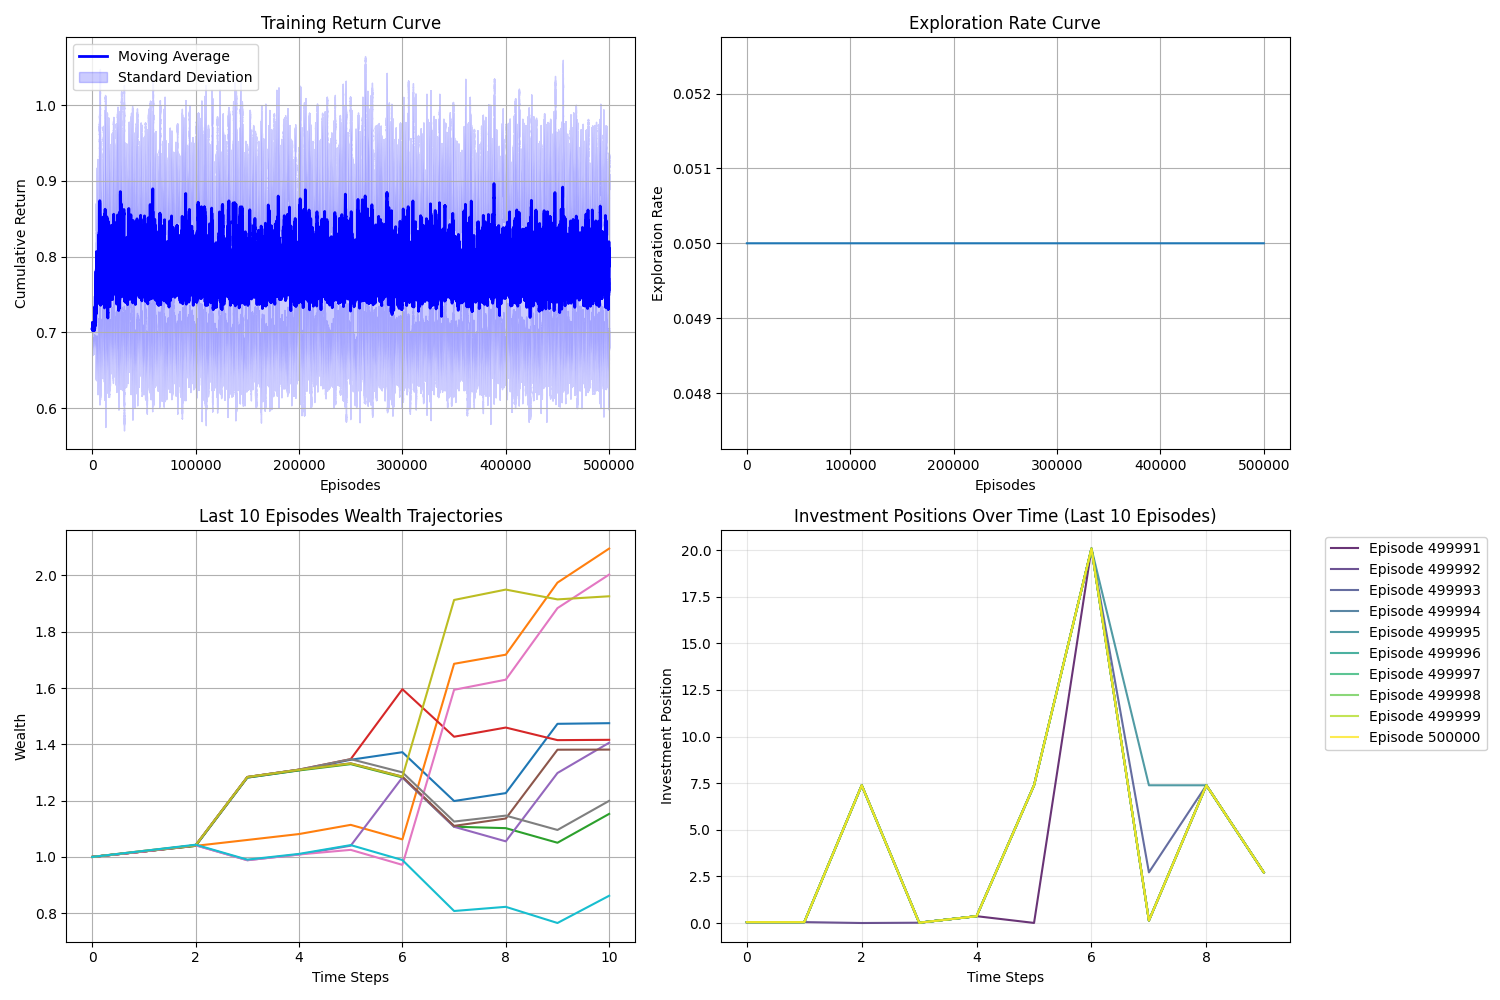 Training Return Curve
Moving Average
Standard Deviation
Cumulative Return
1.0
0.9
0.8
0.7
0.6
0 100000 200000 300000 400000 500000
Episodes
Exploration Rate Curve
Exploration Rate
0.052
0.051
0.050
0.049
0.048
0 100000 200000 300000 400000 500000
Episodes
Last 10 Episodes Wealth Trajectories
Wealth
2.0
1.8
1.6
1.4
1.2
1.0
0.8
0 2 4 6 8 10
Time Steps
Investment Positions Over Time (Last 10 Episodes)
Investment Position
20.0
17.5
15.0
12.5
10.0
7.5
5.0
2.5
0.0
0 2 4 6 8
Time Steps
Episode 499991
Episode 499992
Episode 499993
Episode 499994
Episode 499995
Episode 499996
Episode 499997
Episode 499998
Episode 499999
Episode 500000